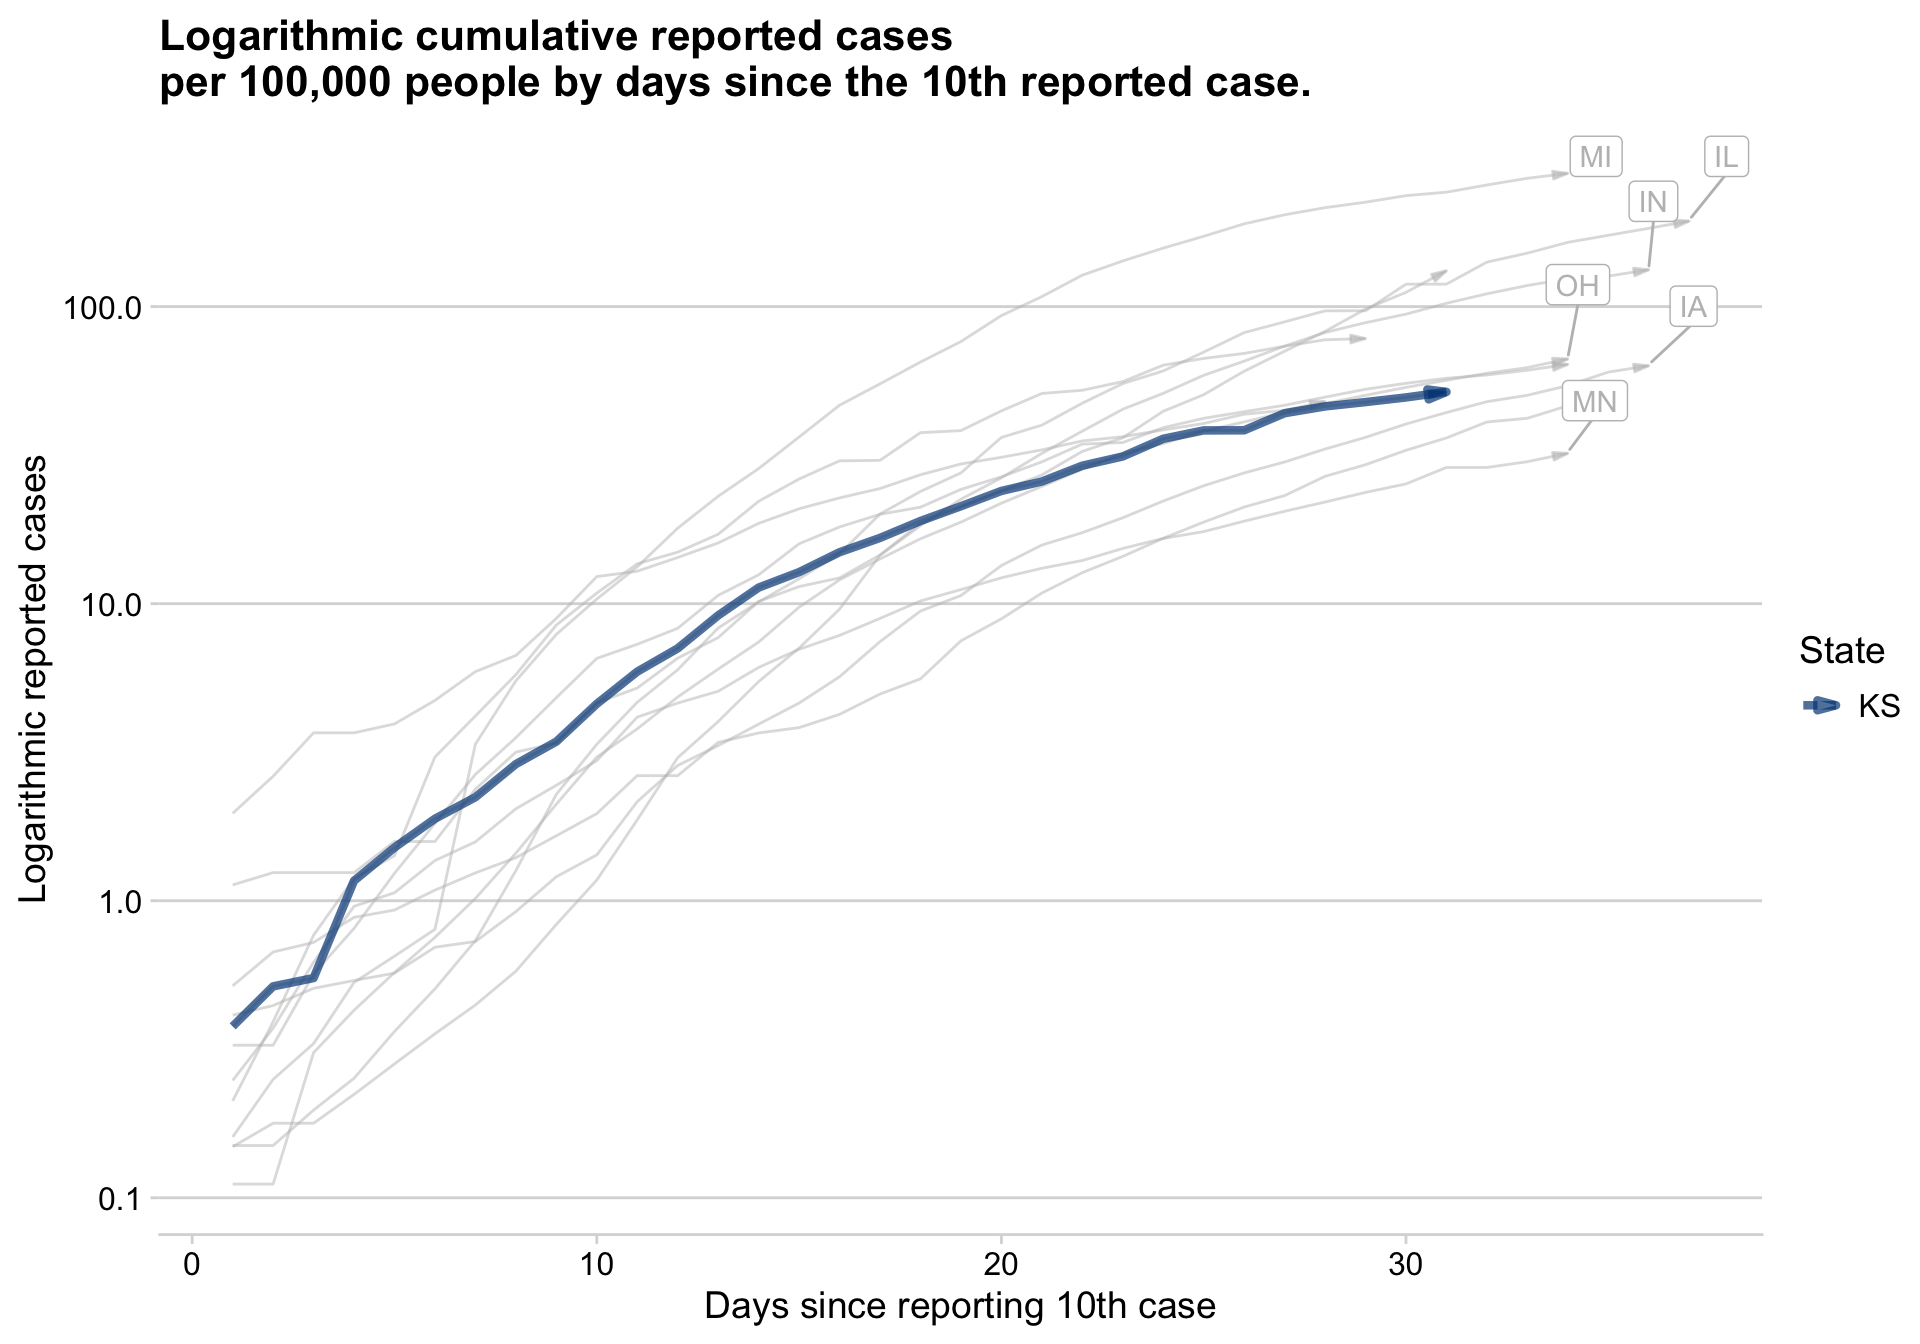 Logarithmic cumulative reported cases
per 100,000 people by days since the 10th reported case.
MI
IL
IN
OH
IA
MN
100.0
10.0
1.0
0.1
Logarithmic reported cases
0
10
20
30
Days since reporting 10th case
State
KS